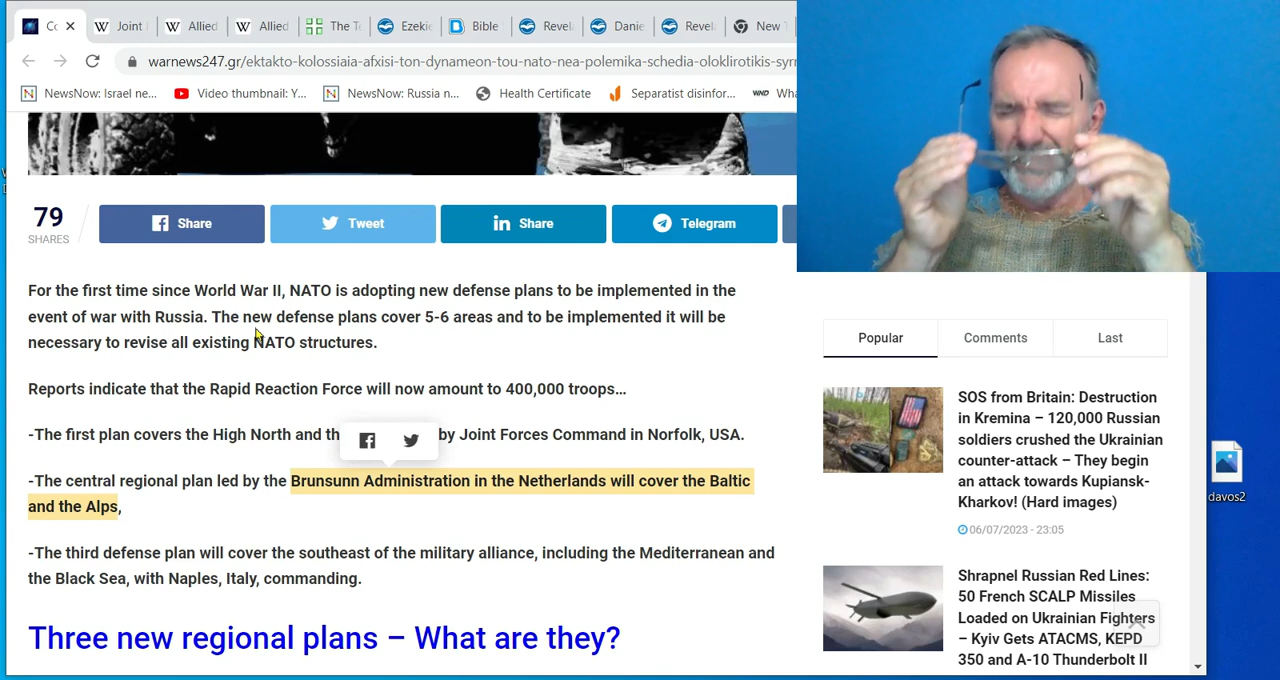 Cc
Joint
Allied
Allied
The T
Ezekie
Bible
Revela
Danie
Revela
New T
warnews247.gr/ektakto-kolossiaia-afxisi-ton-dynameon-tou-nato-nea-polemika-schedia-oloklirotikis-syrr
NewsNow: Israel ne...
Video thumbnail: Y...
NewsNow: Russia n...
Health Certificate
Separatist disinfor...
WND
Wha
79
SHARES
Share
Tweet
Share
Telegram
For the first time since World War II, NATO is adopting new defense plans to be implemented in the
event of war with Russia. The new defense plans cover 5-6 areas and to be implemented it will be
necessary to revise all existing NATO structures.
Reports indicate that the Rapid Reaction Force will now amount to 400,000 troops...
-The first plan covers the High North and th by Joint Forces Command in Norfolk, USA.
-The central regional plan led by the Brunsunn Administration in the Netherlands will cover the Baltic
and the Alps,
-The third defense plan will cover the southeast of the military alliance, including the Mediterranean and
the Black Sea, with Naples, Italy, commanding.
Three new regional plans – What are they?
Popular
Comments
Last
SOS from Britain: Destruction
in Kremina – 120,000 Russian
soldiers crushed the Ukrainian
counter-attack – They begin
an attack towards Kupiansk-
Kharkov! (Hard images)
06/07/2023 - 23:05
Shrapnel Russian Red Lines:
50 French SCALP Missiles
Loaded on Ukrainian Fighters
– Kyiv Gets ATACMS, KEPD
350 and A-10 Thunderbolt II
davos2